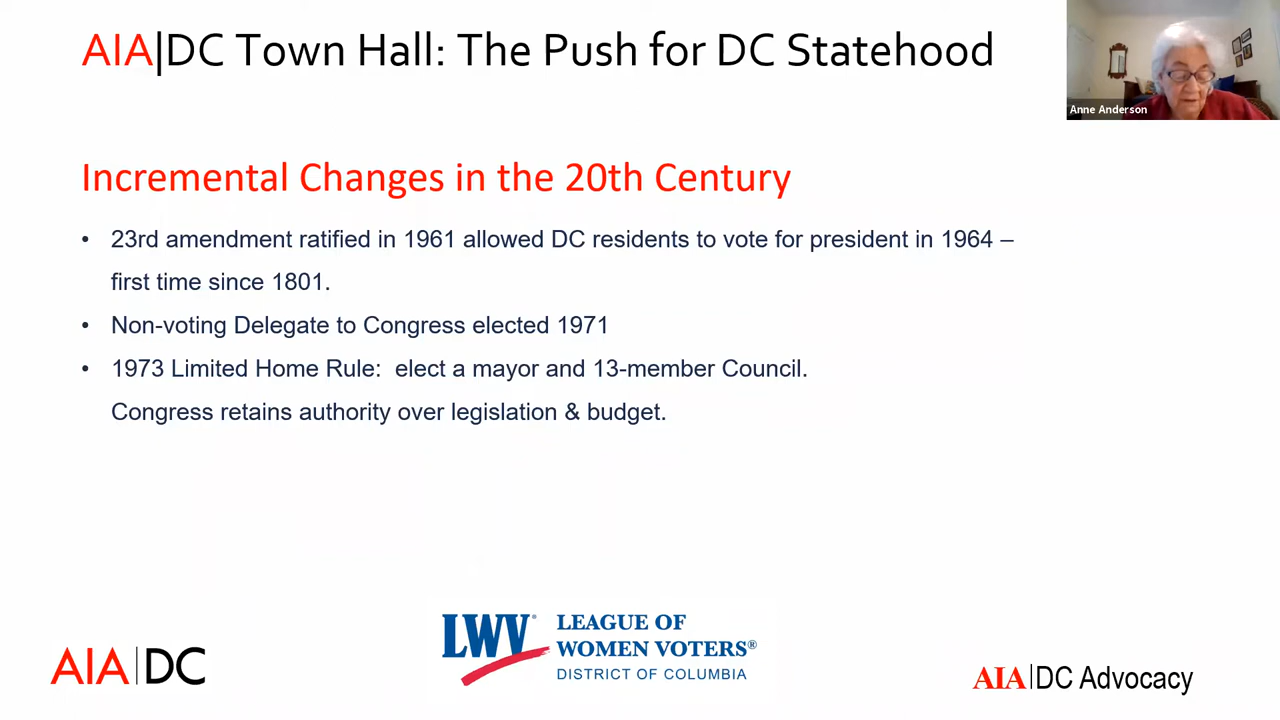 AIA|DC Town Hall: The Push for DC Statehood
Anne Anderson
Incremental Changes in the 20th Century
• 23rd amendment ratified in 1961 allowed DC residents to vote for president in 1964 –
first time since 1801.
• Non-voting Delegate to Congress elected 1971
• 1973 Limited Home Rule:  elect a mayor and 13-member Council.
Congress retains authority over legislation & budget.
LWV® LEAGUE OF
WOMEN VOTERS®
DISTRICT OF COLUMBIA
AIA|DC
AIA|DC Advocacy